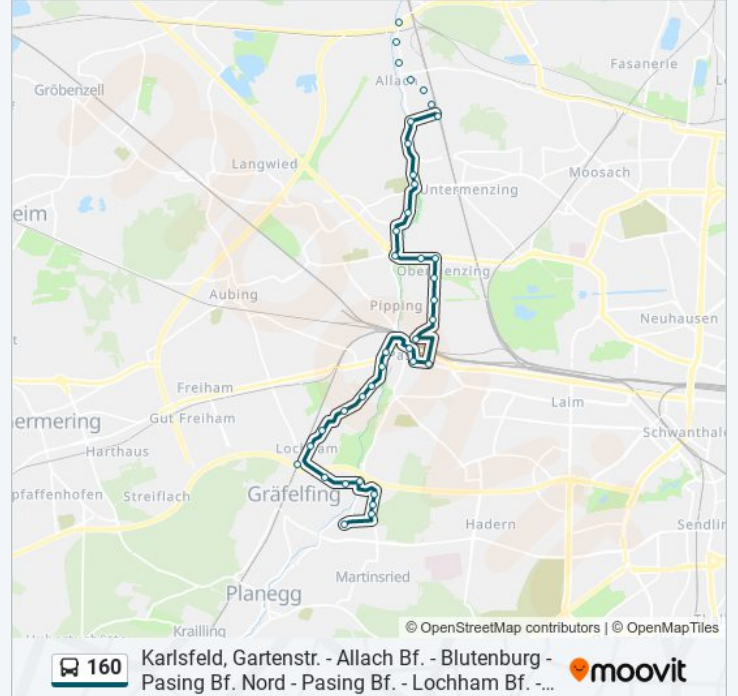 Fasanerie
Allach
Gröbenzell
Langwied
Moosach
Untermenzing
eim
Obermenzing
Aubing
Pipping
Neuhausen
Freiham
Laim
ermering
Gut Freiham
Schwanthale
Harthaus
Lochham
pfaffenhofen
Streiflach
Gräfelfing
Hadern
Sendlin
Martinsried
Planegg
Krailling
© OpenStreetMap contributors | © OpenMapTiles
160
Karlsfeld, Gartenstr. - Allach Bf. - Blutenburg -
Pasing Bf. Nord - Pasing Bf. - Lochham Bf. -...
moovit